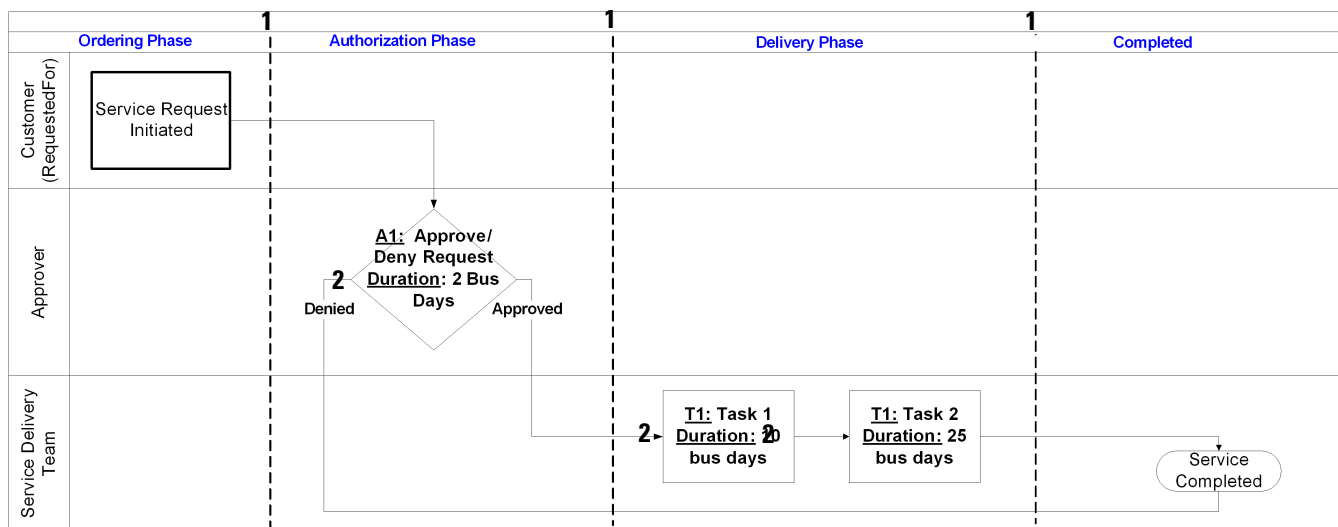 1
1
1
Ordering Phase
Authorization Phase
Delivery Phase
Completed
Customer
(RequestedFor)
Service Request
Initiated
Approver
A1: Approve/
Deny Request
Duration: 2 Bus
Days
2
Denied
Approved
Service Delivery
Team
2
T1: Task 1
Duration:
bus days
2
T1: Task 2
Duration: 25
bus days
Service
Completed